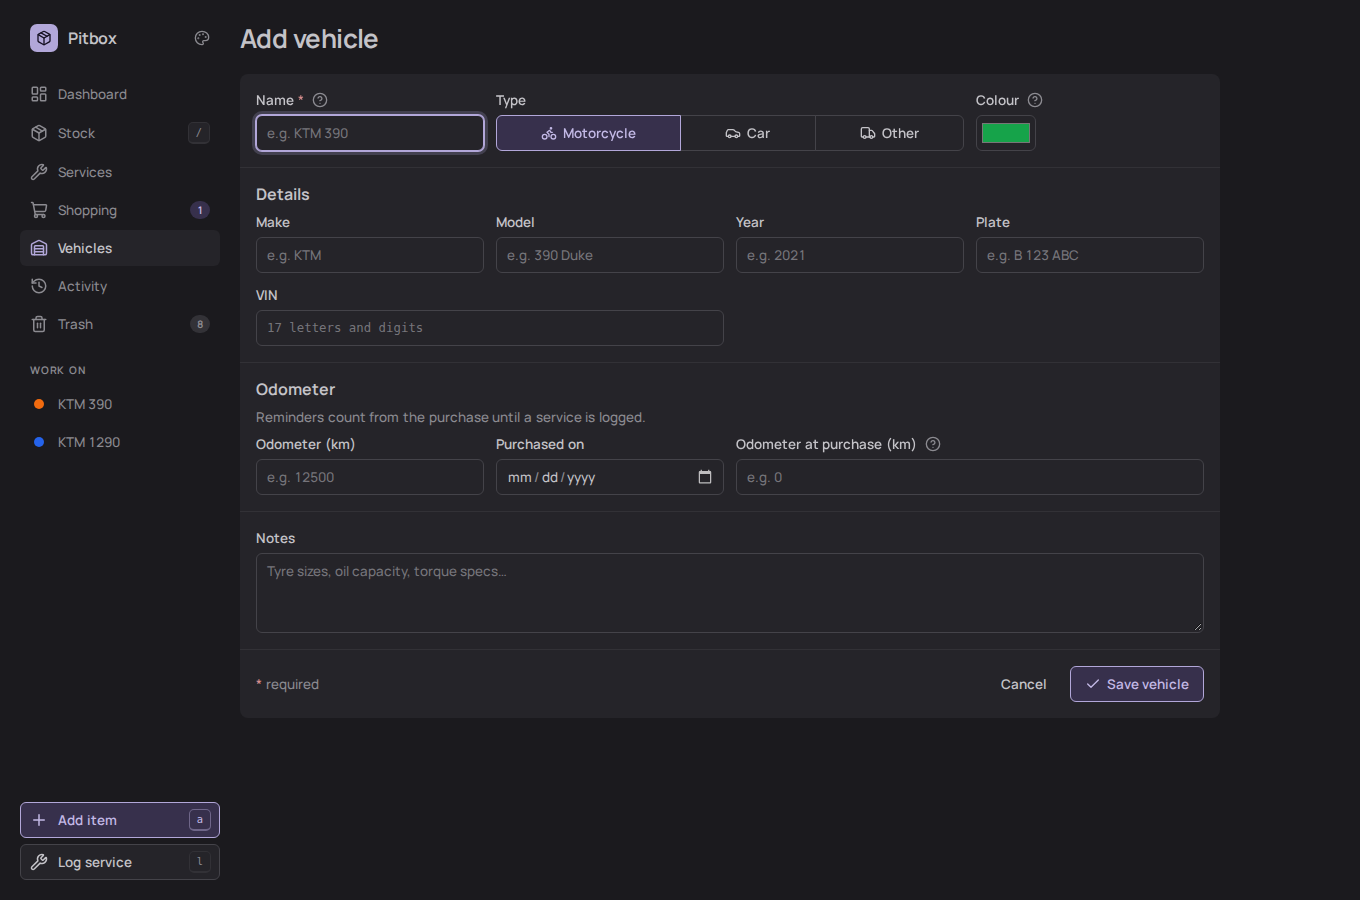 Pitbox
Add vehicle
Dashboard
Stock /
Services
Shopping 1
Vehicles
Activity
Trash 8
WORK ON
KTM 390
KTM 1290
Add item a
Log service l
Name * ?
e.g. KTM 390
Type
Motorcycle Car Other
Colour ?
Details
Make Model Year Plate
e.g. KTM e.g. 390 Duke e.g. 2021 e.g. B 123 ABC
VIN
17 letters and digits
Odometer
Reminders count from the purchase until a service is logged.
Odometer (km) Purchased on Odometer at purchase (km) ?
e.g. 12500 mm/dd/yyyy e.g. 0
Notes
Tyre sizes, oil capacity, torque specs…
* required Cancel Save vehicle